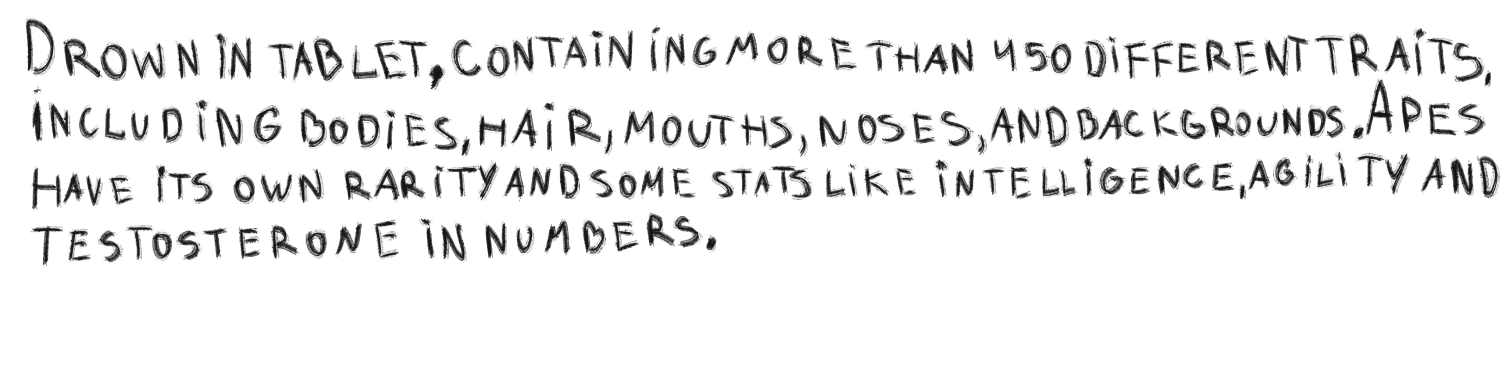 DROWN IN TABLET, CONTAINING MORE THAN 450 DIFFERENT TRAITS,
INCLUDING BODIES, HAIR, MOUTHS, NOSES, AND BACKGROUNDS. APES
HAVE ITS OWN RARITY AND SOME STATS LIKE INTELLIGENCE, AGILITY AND
TESTOSTERONE IN NUMBERS.